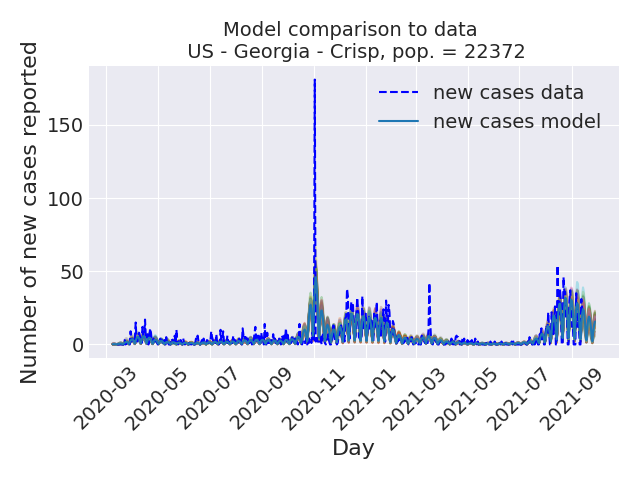 Model comparison to data
US - Georgia - Crisp, pop. = 22372
Number of new cases reported
150
100
50
0
new cases data
new cases model
2020-03
2020-05
2020-07
2020-09
2020-11
2021-01
2021-03
2021-05
2021-07
2021-09
Day